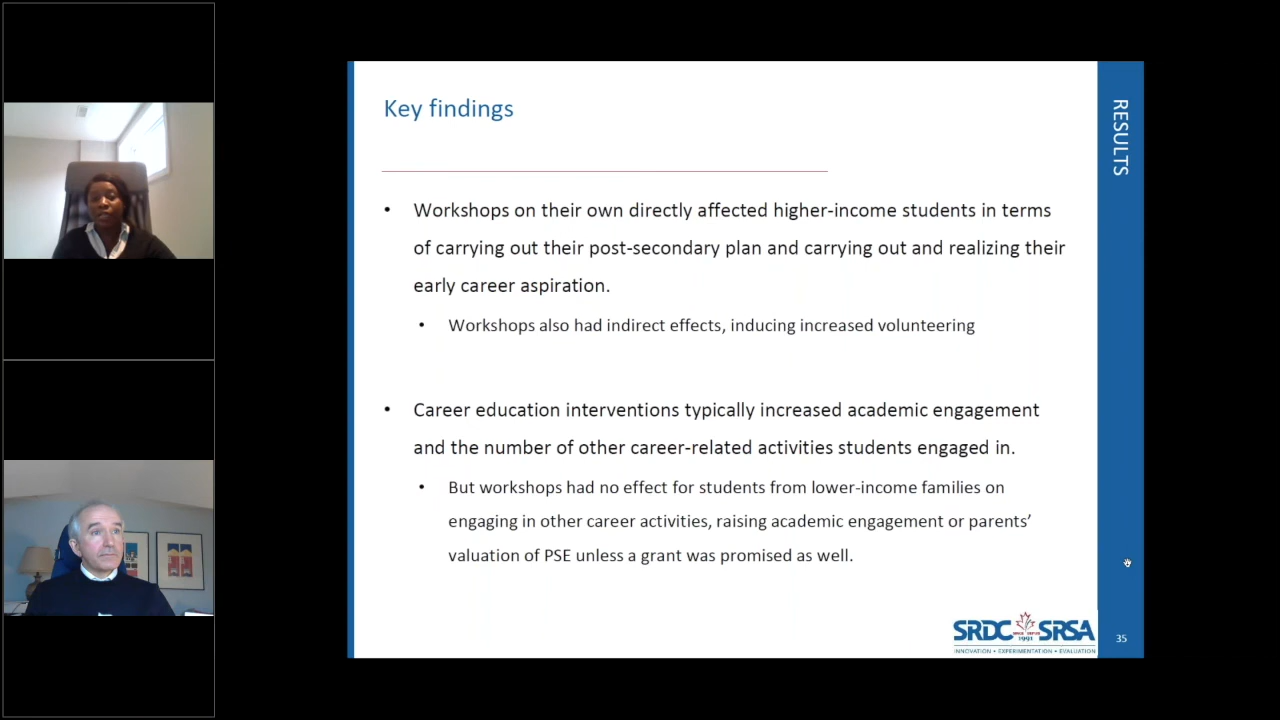 Key findings
RESULTS
• Workshops on their own directly affected higher-income students in terms
of carrying out their post-secondary plan and carrying out and realizing their
early career aspiration.
• Workshops also had indirect effects, inducing increased volunteering
• Career education interventions typically increased academic engagement
and the number of other career-related activities students engaged in.
• But workshops had no effect for students from lower-income families on
engaging in other career activities, raising academic engagement or parents’
valuation of PSE unless a grant was promised as well.
SRDC SRSA
1991
INNOVATION • EXPERIMENTATION • EVALUATION
35